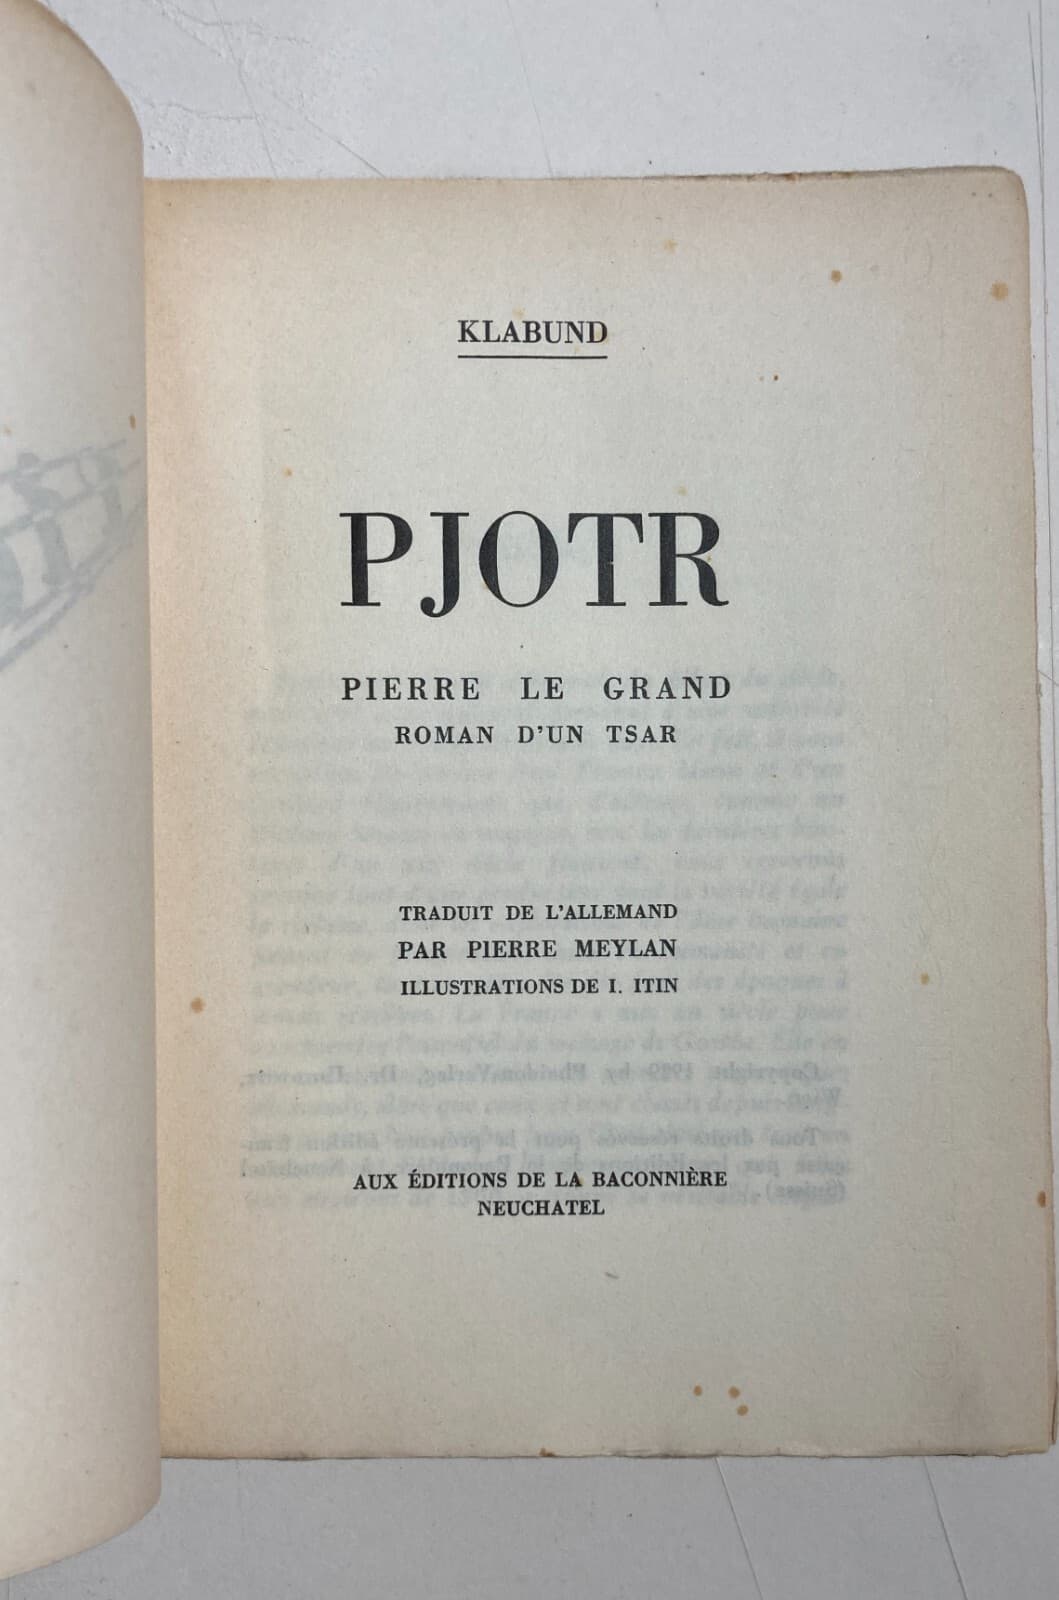 KLABUND
PJOTR
PIERRE LE GRAND
ROMAN D'UN TSAR
TRADUIT DE L'ALLEMAND
PAR PIERRE MEYLAN
ILLUSTRATIONS DE I. ITIN
AUX ÉDITIONS DE LA BACONNIÈRE
NEUCHATEL